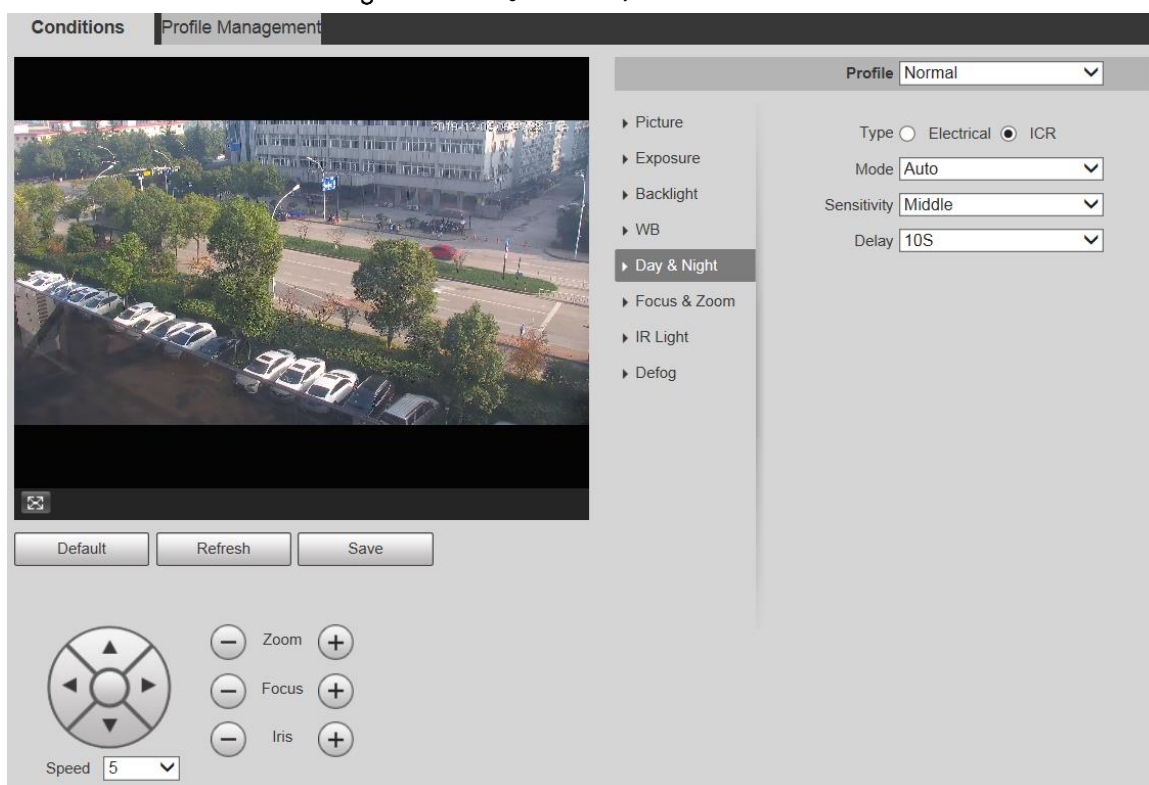 Conditions
Profile Management
Profile Normal
Picture
Exposure
Backlight
WB
Day & Night
Focus & Zoom
IR Light
Defog
Type Electrical ICR
Mode Auto
Sensitivity Middle
Delay 10S
Default Refresh Save
Zoom
Focus
Iris
Speed 5